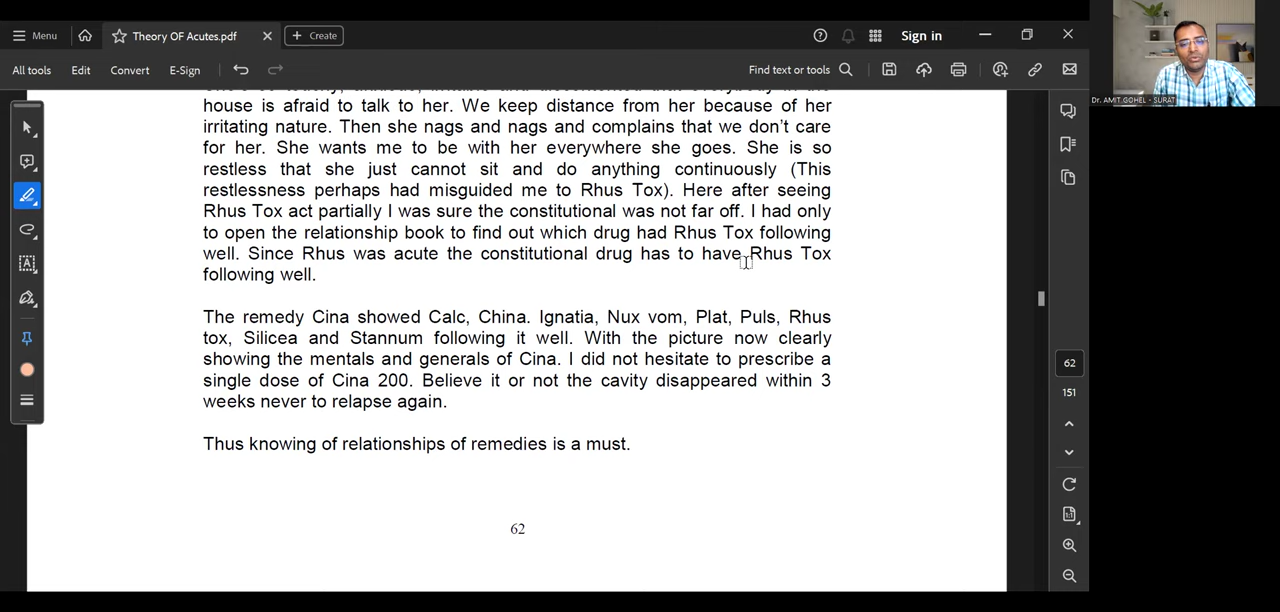 Menu
Theory OF Acutes.pdf
Create
Sign in
All tools
Edit
Convert
E-Sign
Find text or tools
Dr. AMIT.GOHEL - SURAT
house is afraid to talk to her. We keep distance from her because of her
irritating nature. Then she nags and nags and complains that we don't care
for her. She wants me to be with her everywhere she goes. She is so
restless that she just cannot sit and do anything continuously (This
restlessness perhaps had misguided me to Rhus Tox). Here after seeing
Rhus Tox act partially I was sure the constitutional was not far off. I had only
to open the relationship book to find out which drug had Rhus Tox following
well. Since Rhus was acute the constitutional drug has to have Rhus Tox
following well.
The remedy Cina showed Calc, China. Ignatia, Nux vom, Plat, Puls, Rhus
tox, Silicea and Stannum following it well. With the picture now clearly
showing the mentals and generals of Cina. I did not hesitate to prescribe a
single dose of Cina 200. Believe it or not the cavity disappeared within 3
weeks never to relapse again.
Thus knowing of relationships of remedies is a must.
62
62
151